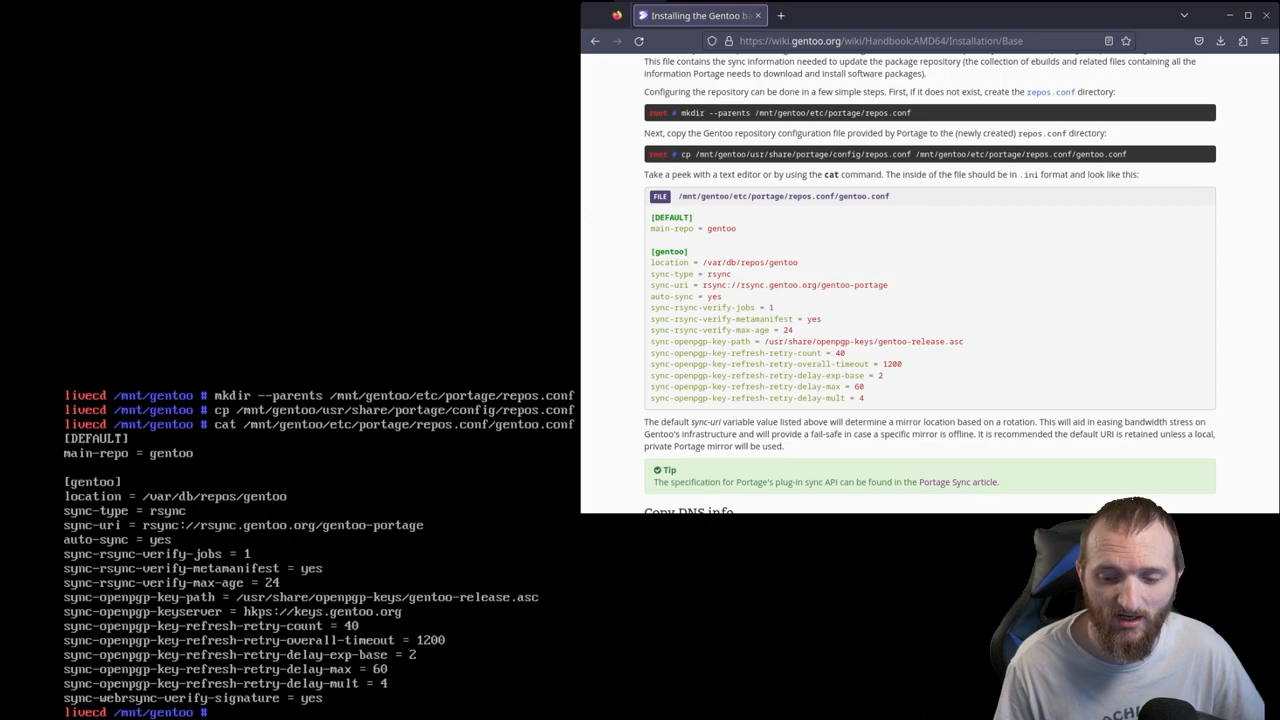 livecd /mnt/gentoo # mkdir --parents /mnt/gentoo/etc/portage/repos.conf
livecd /mnt/gentoo # cp /mnt/gentoo/usr/share/portage/config/repos.conf
livecd /mnt/gentoo # cat /mnt/gentoo/etc/portage/repos.conf/gentoo.conf
[DEFAULT]
main-repo = gentoo
[gentoo]
location = /var/db/repos/gentoo
sync-type = rsync
sync-uri = rsync://rsync.gentoo.org/gentoo-portage
auto-sync = yes
sync-rsync-verify-jobs = 1
sync-rsync-verify-metamanifest = yes
sync-rsync-verify-max-age = 24
sync-openpgp-key-path = /usr/share/openpgp-keys/gentoo-release.asc
sync-openpgp-keyserver = hkps://keys.gentoo.org
sync-openpgp-key-refresh-retry-count = 40
sync-openpgp-key-refresh-retry-overall-timeout = 1200
sync-openpgp-key-refresh-retry-delay-exp-base = 2
sync-openpgp-key-refresh-retry-delay-max = 60
sync-openpgp-key-refresh-retry-delay-mult = 4
sync-webrsync-verify-signature = yes
livecd /mnt/gentoo #
Installing the Gentoo ba
https://wiki.gentoo.org/wiki/Handbook:AMD64/Installation/Base
This file contains the sync information needed to update the package repository (the collection of ebuilds and related files containing all the
information Portage needs to download and install software packages).
Configuring the repository can be done in a few simple steps. First, if it does not exist, create the repos.conf directory:
root # mkdir --parents /mnt/gentoo/etc/portage/repos.conf
Next, copy the Gentoo repository configuration file provided by Portage to the (newly created) repos.conf directory:
root # cp /mnt/gentoo/usr/share/portage/config/repos.conf /mnt/gentoo/etc/portage/repos.conf/gentoo.conf
Take a peek with a text editor or by using the cat command. The inside of the file should be in .ini format and look like this:
FILE /mnt/gentoo/etc/portage/repos.conf/gentoo.conf
[DEFAULT]
main-repo = gentoo
[gentoo]
location = /var/db/repos/gentoo
sync-type = rsync
sync-uri = rsync://rsync.gentoo.org/gentoo-portage
auto-sync = yes
sync-rsync-verify-jobs = 1
sync-rsync-verify-metamanifest = yes
sync-rsync-verify-max-age = 24
sync-openpgp-key-path = /usr/share/openpgp-keys/gentoo-release.asc
sync-openpgp-key-refresh-retry-count = 40
sync-openpgp-key-refresh-retry-overall-timeout = 1200
sync-openpgp-key-refresh-retry-delay-exp-base = 2
sync-openpgp-key-refresh-retry-delay-max = 60
sync-openpgp-key-refresh-retry-delay-mult = 4
The default sync-uri variable value listed above will determine a mirror location based on a rotation. This will aid in easing bandwidth stress on
Gentoo's infrastructure and will provide a fail-safe in case a specific mirror is offline. It is recommended the default URI is retained unless a local,
private Portage mirror will be used.
Tip
The specification for Portage's plug-in sync API can be found in the Portage Sync article.
Copy DNS info